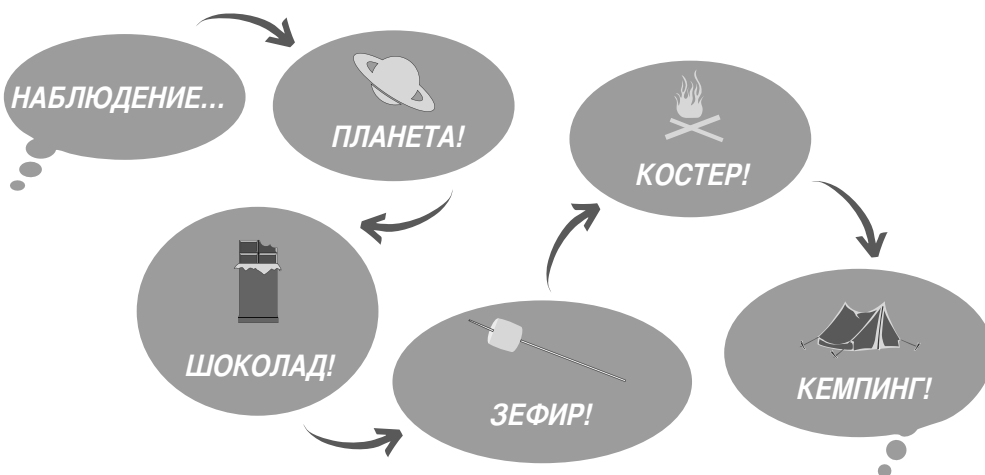 НАБЛЮДЕНИЕ...
ПЛАНЕТА!
ШОКОЛАД!
ЗЕФИР!
КОСТЕР!
КЕМПИНГ!